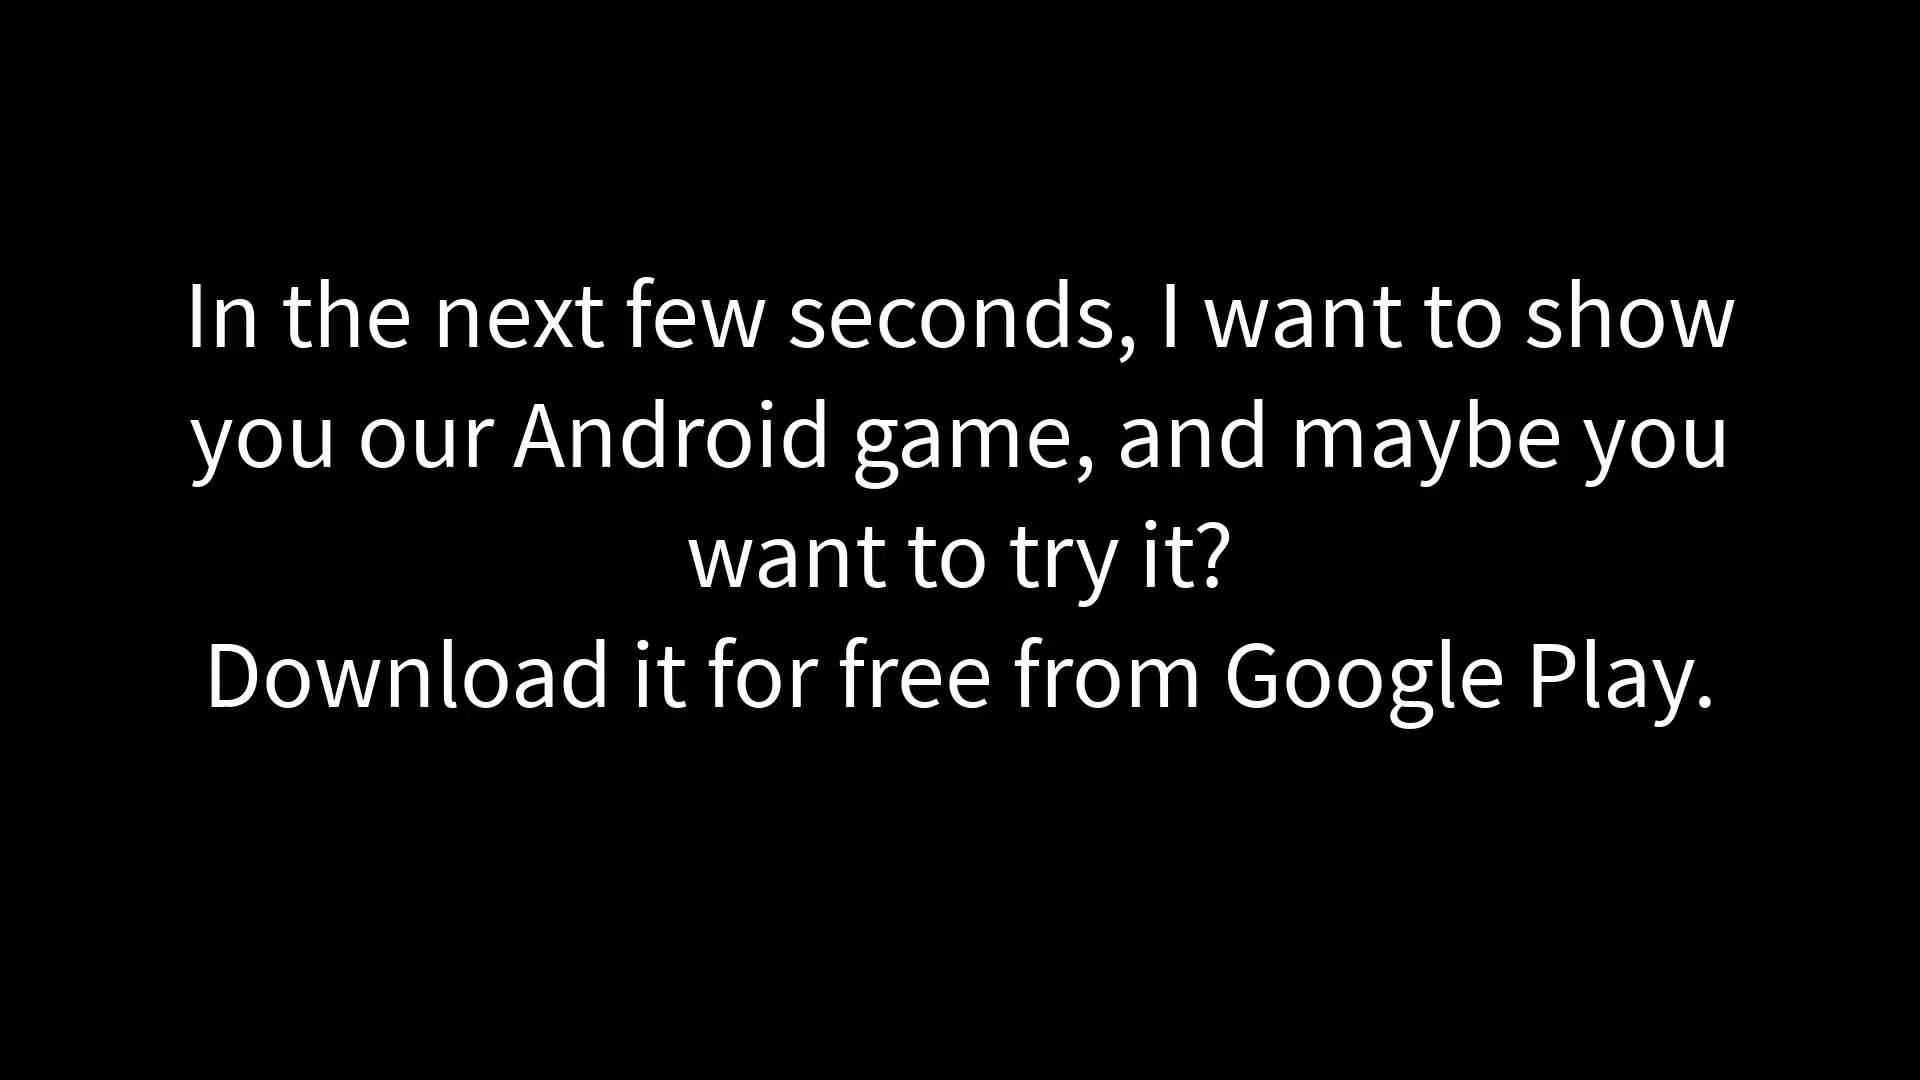 In the next few seconds, I want to show
you our Android game, and maybe you
want to try it?
Download it for free from Google Play.